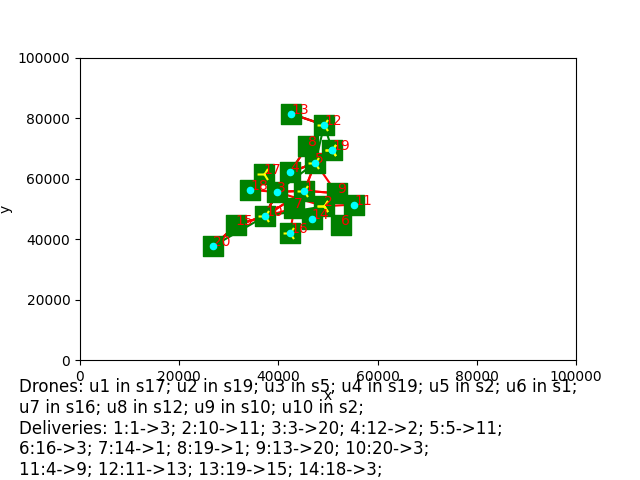 100000
80000
60000
40000
20000
0
y
0 20000 40000 60000 80000 100000
x
Drones: u1 in s17; u2 in s19; u3 in s5; u4 in s19; u5 in s2; u6 in s1;
u7 in s16; u8 in s12; u9 in s10; u10 in s2;
Deliveries: 1:1->3; 2:10->11; 3:3->20; 4:12->2; 5:5->11;
6:16->3; 7:14->1; 8:19->1; 9:13->20; 10:20->3;
11:4->9; 12:11->13; 13:19->15; 14:18->3;